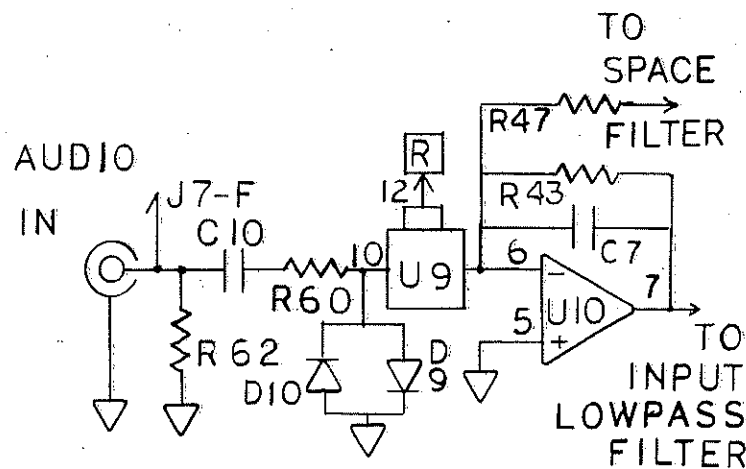 TO
SPACE
FILTER
R47
R
AUDIO
IN
J7-F
12
R43
C10
10
U9
6
C7
R60
5
U10
7
R62
D10
D
9
-
+
TO
INPUT
LOWPASS
FILTER